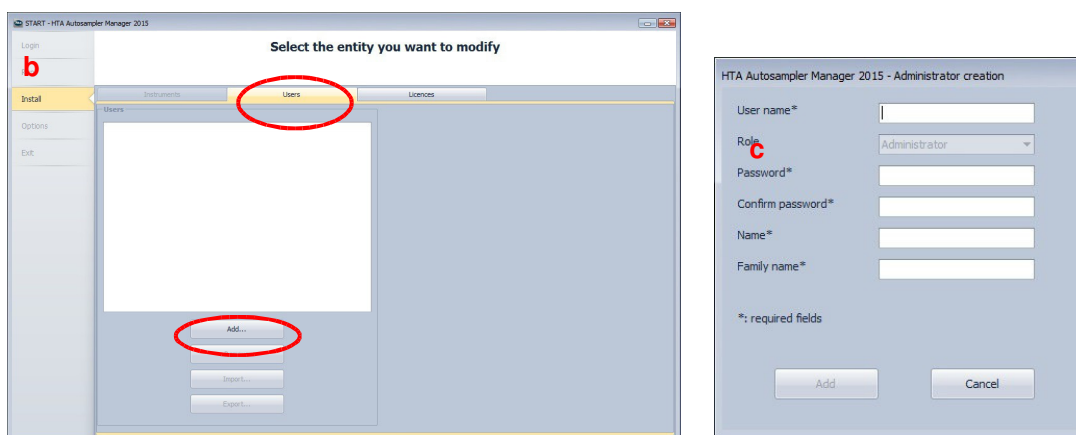 START - HTA Autosampler Manager 2015
Login
Select the entity you want to modify
b
Install
Instruments
Users
Licences
Users
Options
Exit
Add...
Import...
Export...
HTA Autosampler Manager 2015 - Administrator creation
User name*
Role
Administrator
c
Password*
Confirm password*
Name*
Family name*
*: required fields
Add
Cancel